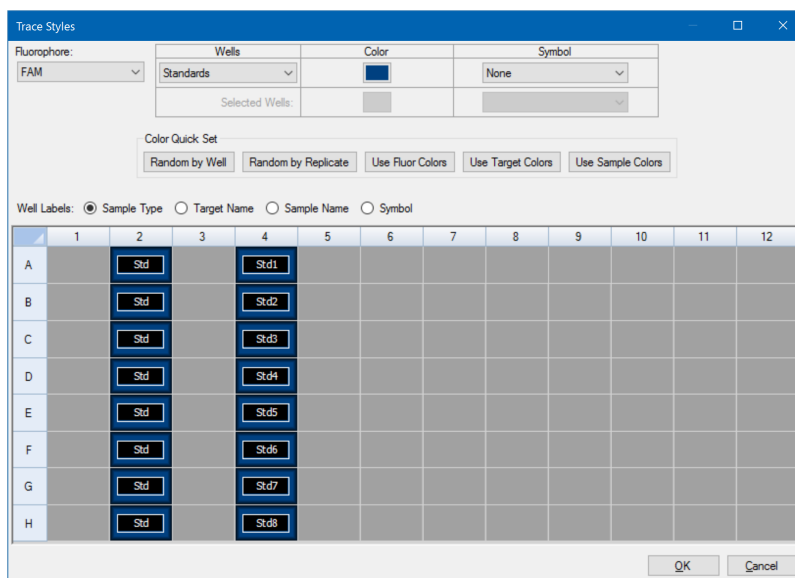 Trace Styles
Fluorophore:
Wells Color Symbol
FAM Standards None
Selected Wells:
Color Quick Set
Random by Well Random by Replicate Use Fluor Colors Use Target Colors Use Sample Colors
Well Labels: Sample Type Target Name Sample Name Symbol
1 2 3 4 5 6 7 8 9 10 11 12
A Std Std1
B Std Std2
C Std Std3
D Std Std4
E Std Std5
F Std Std6
G Std Std7
H Std Std8
OK Cancel